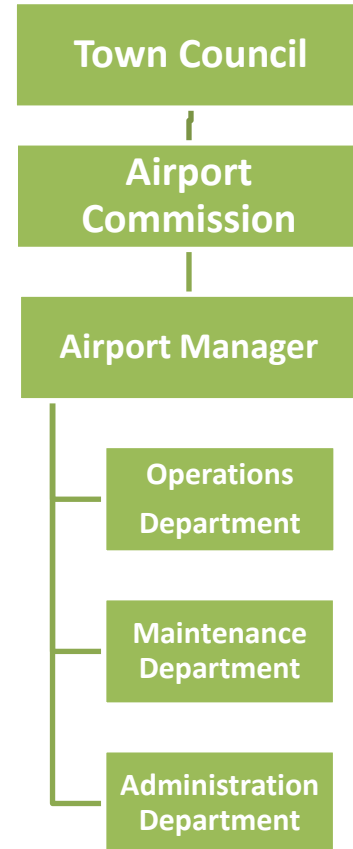 Town Council
Airport
Commission
Airport Manager
Operations
Department
Maintenance
Department
Administration
Department